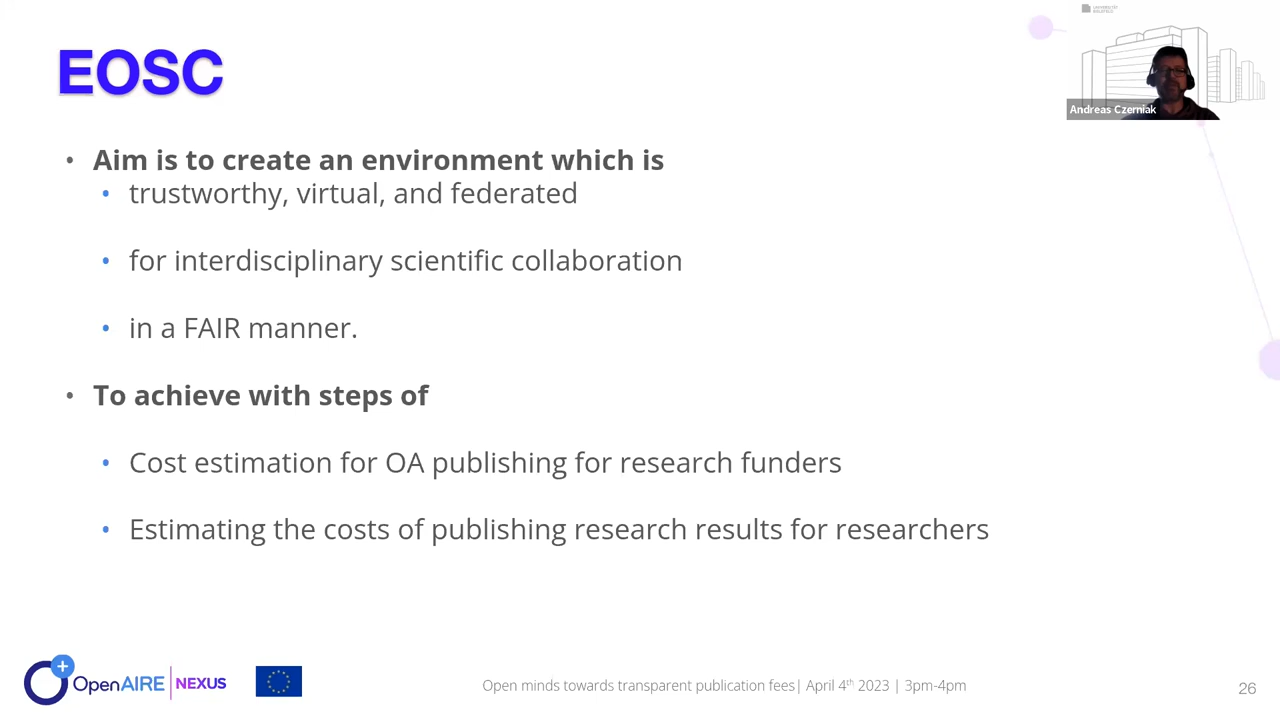 EOSC
UNIVERSITÄT
BIELEFELD
Andreas Czerniak
• Aim is to create an environment which is
• trustworthy, virtual, and federated
• for interdisciplinary scientific collaboration
• in a FAIR manner.
• To achieve with steps of
• Cost estimation for OA publishing for research funders
• Estimating the costs of publishing research results for researchers
OpenAIRE | NEXUS
Open minds towards transparent publication fees| April 4th 2023 | 3pm-4pm
26